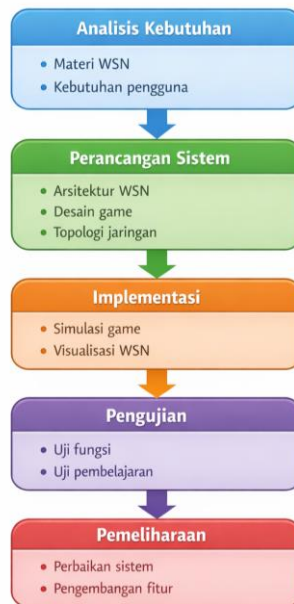 Analisis Kebutuhan
• Materi WSN
• Kebutuhan pengguna
Perancangan Sistem
• Arsitektur WSN
• Desain game
• Topologi jaringan
Implementasi
• Simulasi game
• Visualisasi WSN
Pengujian
• Uji fungsi
• Uji pembelajaran
Pemeliharaan
• Perbaikan sistem
• Pengembangan fitur